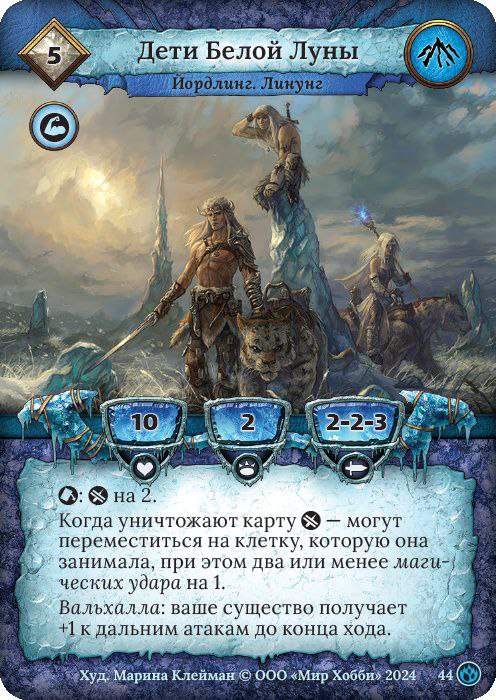 5
Дети Белой Луны
Йордлинг. Линунг
10
2
2-2-3
: на 2.
Когда уничтожают карту — могут
переместиться на клетку, которую она
занимала, при этом два или менее маги-
ческих удара на 1.
Вальхалла: ваше существо получает
+1 к дальним атакам до конца хода.
Худ. Марина Клейман © ООО «Мир Хобби» 2024 44